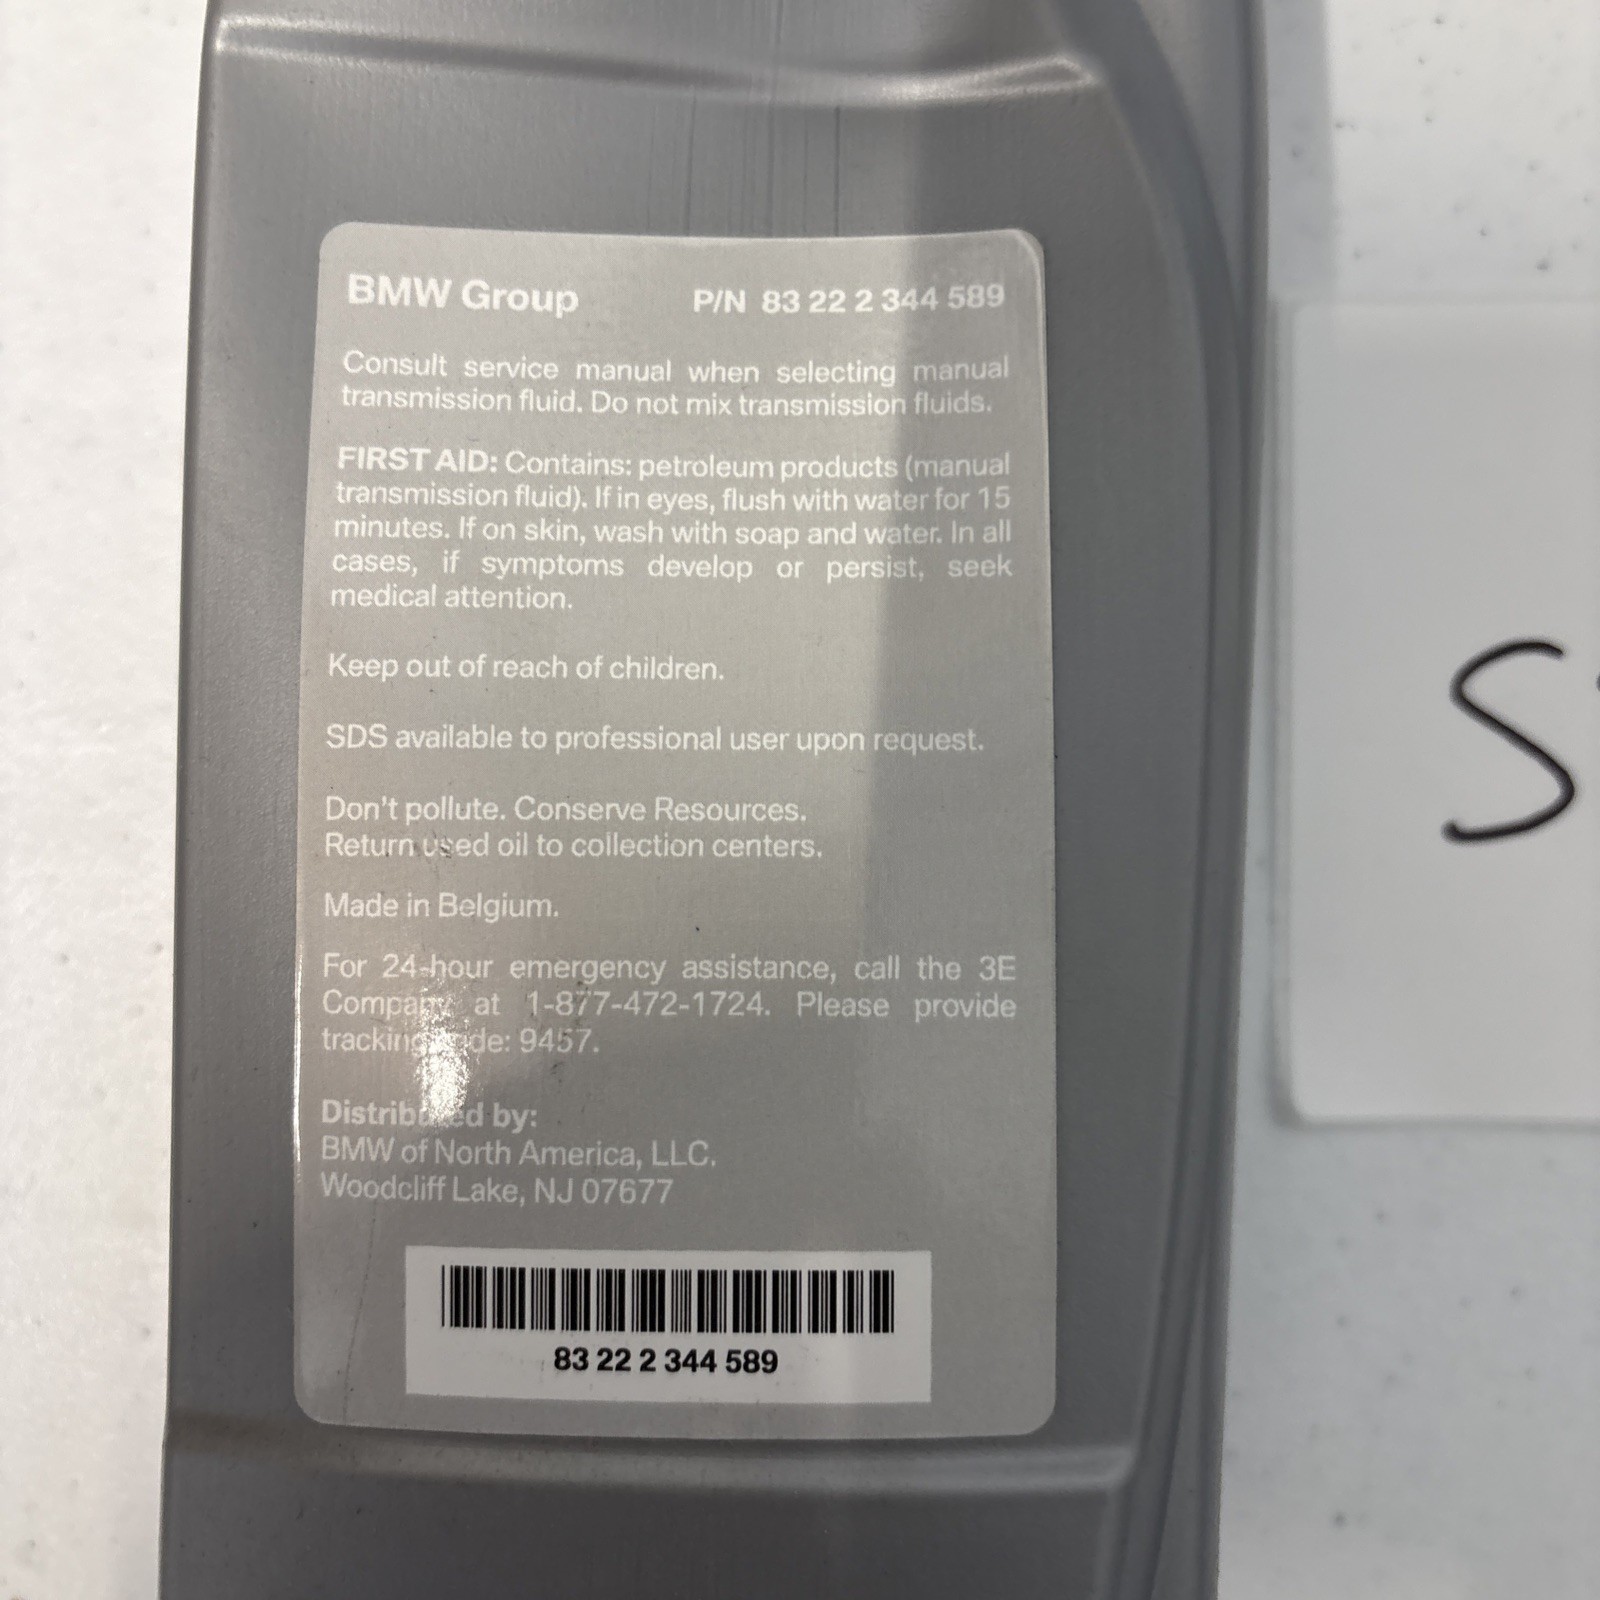 BMW Group P/N 83 22 2 344 589
Consult service manual when selecting manual
transmission fluid. Do not mix transmission fluids.
FIRST AID: Contains: petroleum products (manual
transmission fluid). If in eyes, flush with water for 15
minutes. If on skin, wash with soap and water. In all
cases, if symptoms develop or persist, seek
medical attention.
Keep out of reach of children.
SDS available to professional user upon request.
Don't pollute. Conserve Resources.
Return used oil to collection centers.
Made in Belgium.
For 24-hour emergency assistance, call the 3E
Company at 1-877-472-1724. Please provide
tracking code: 9457.
Distributed by:
BMW of North America, LLC.
Woodcliff Lake, NJ 07677
83 22 2 344 589
S